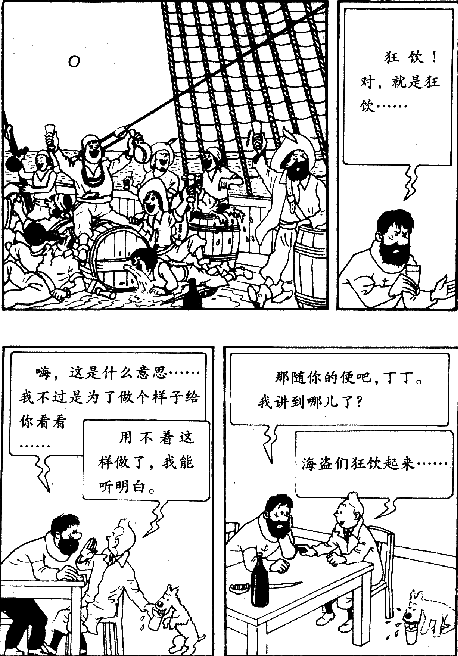 狂饮！
对，就是狂
饮……
嗨，这是什么意思……
我不过是为了做个样子给
你看看
……
用不着这
样做了，我能
听明白。
那随你的便吧，丁丁。
我讲到哪儿了？
海盗们狂饮起来……